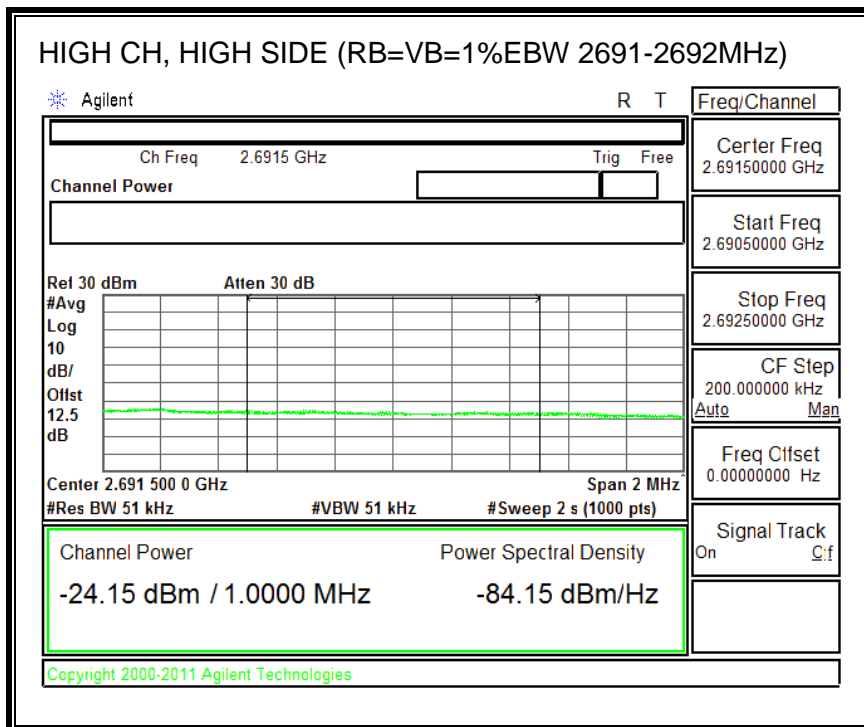 HIGH CH, HIGH SIDE (RB=VB=1%EBW 2691-2692MHz)
Agilent R T Freq/Channel
Ch Freq 2.6915 GHz Trig Free
Channel Power
Center Freq
2.69150000 GHz
Start Freq
2.69050000 GHz
Stop Freq
2.69250000 GHz
CF Step
200.000000 kHz
Auto Man
Freq Offset
0.00000000 Hz
Signal Track
On Off
Ref 30 dBm Atten 30 dB
#Avg
Log
10
dB/
Offst
12.5
dB
Center 2.691 500 0 GHz Span 2 MHz
#Res BW 51 kHz #VBW 51 kHz #Sweep 2 s (1000 pts)
Channel Power Power Spectral Density
-24.15 dBm / 1.0000 MHz -84.15 dBm/Hz
Copyright 2000-2011 Agilent Technologies